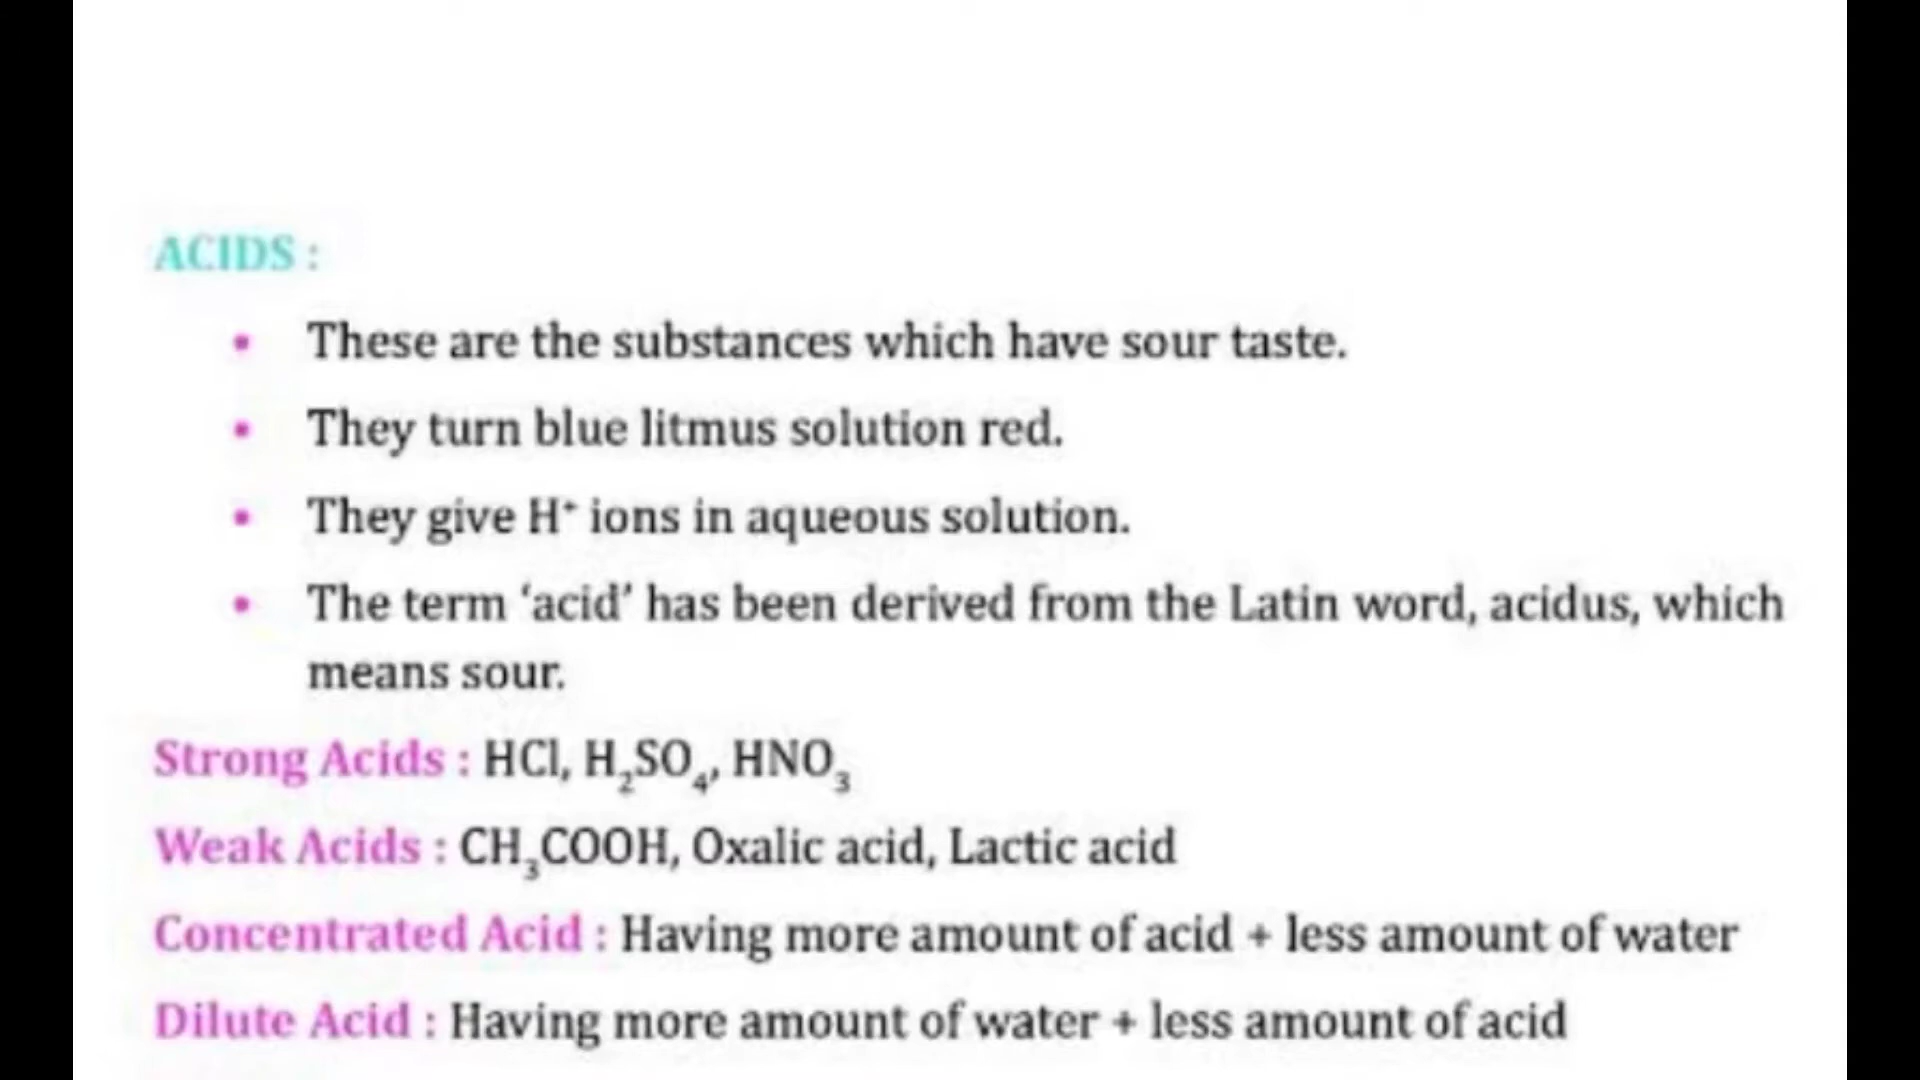 ACIDS :
• These are the substances which have sour taste.
• They turn blue litmus solution red.
• They give H⁺ ions in aqueous solution.
• The term ‘acid’ has been derived from the Latin word, acidus, which
means sour.
Strong Acids : HCl, H₂SO₄, HNO₃
Weak Acids : CH₃COOH, Oxalic acid, Lactic acid
Concentrated Acid : Having more amount of acid + less amount of water
Dilute Acid : Having more amount of water + less amount of acid